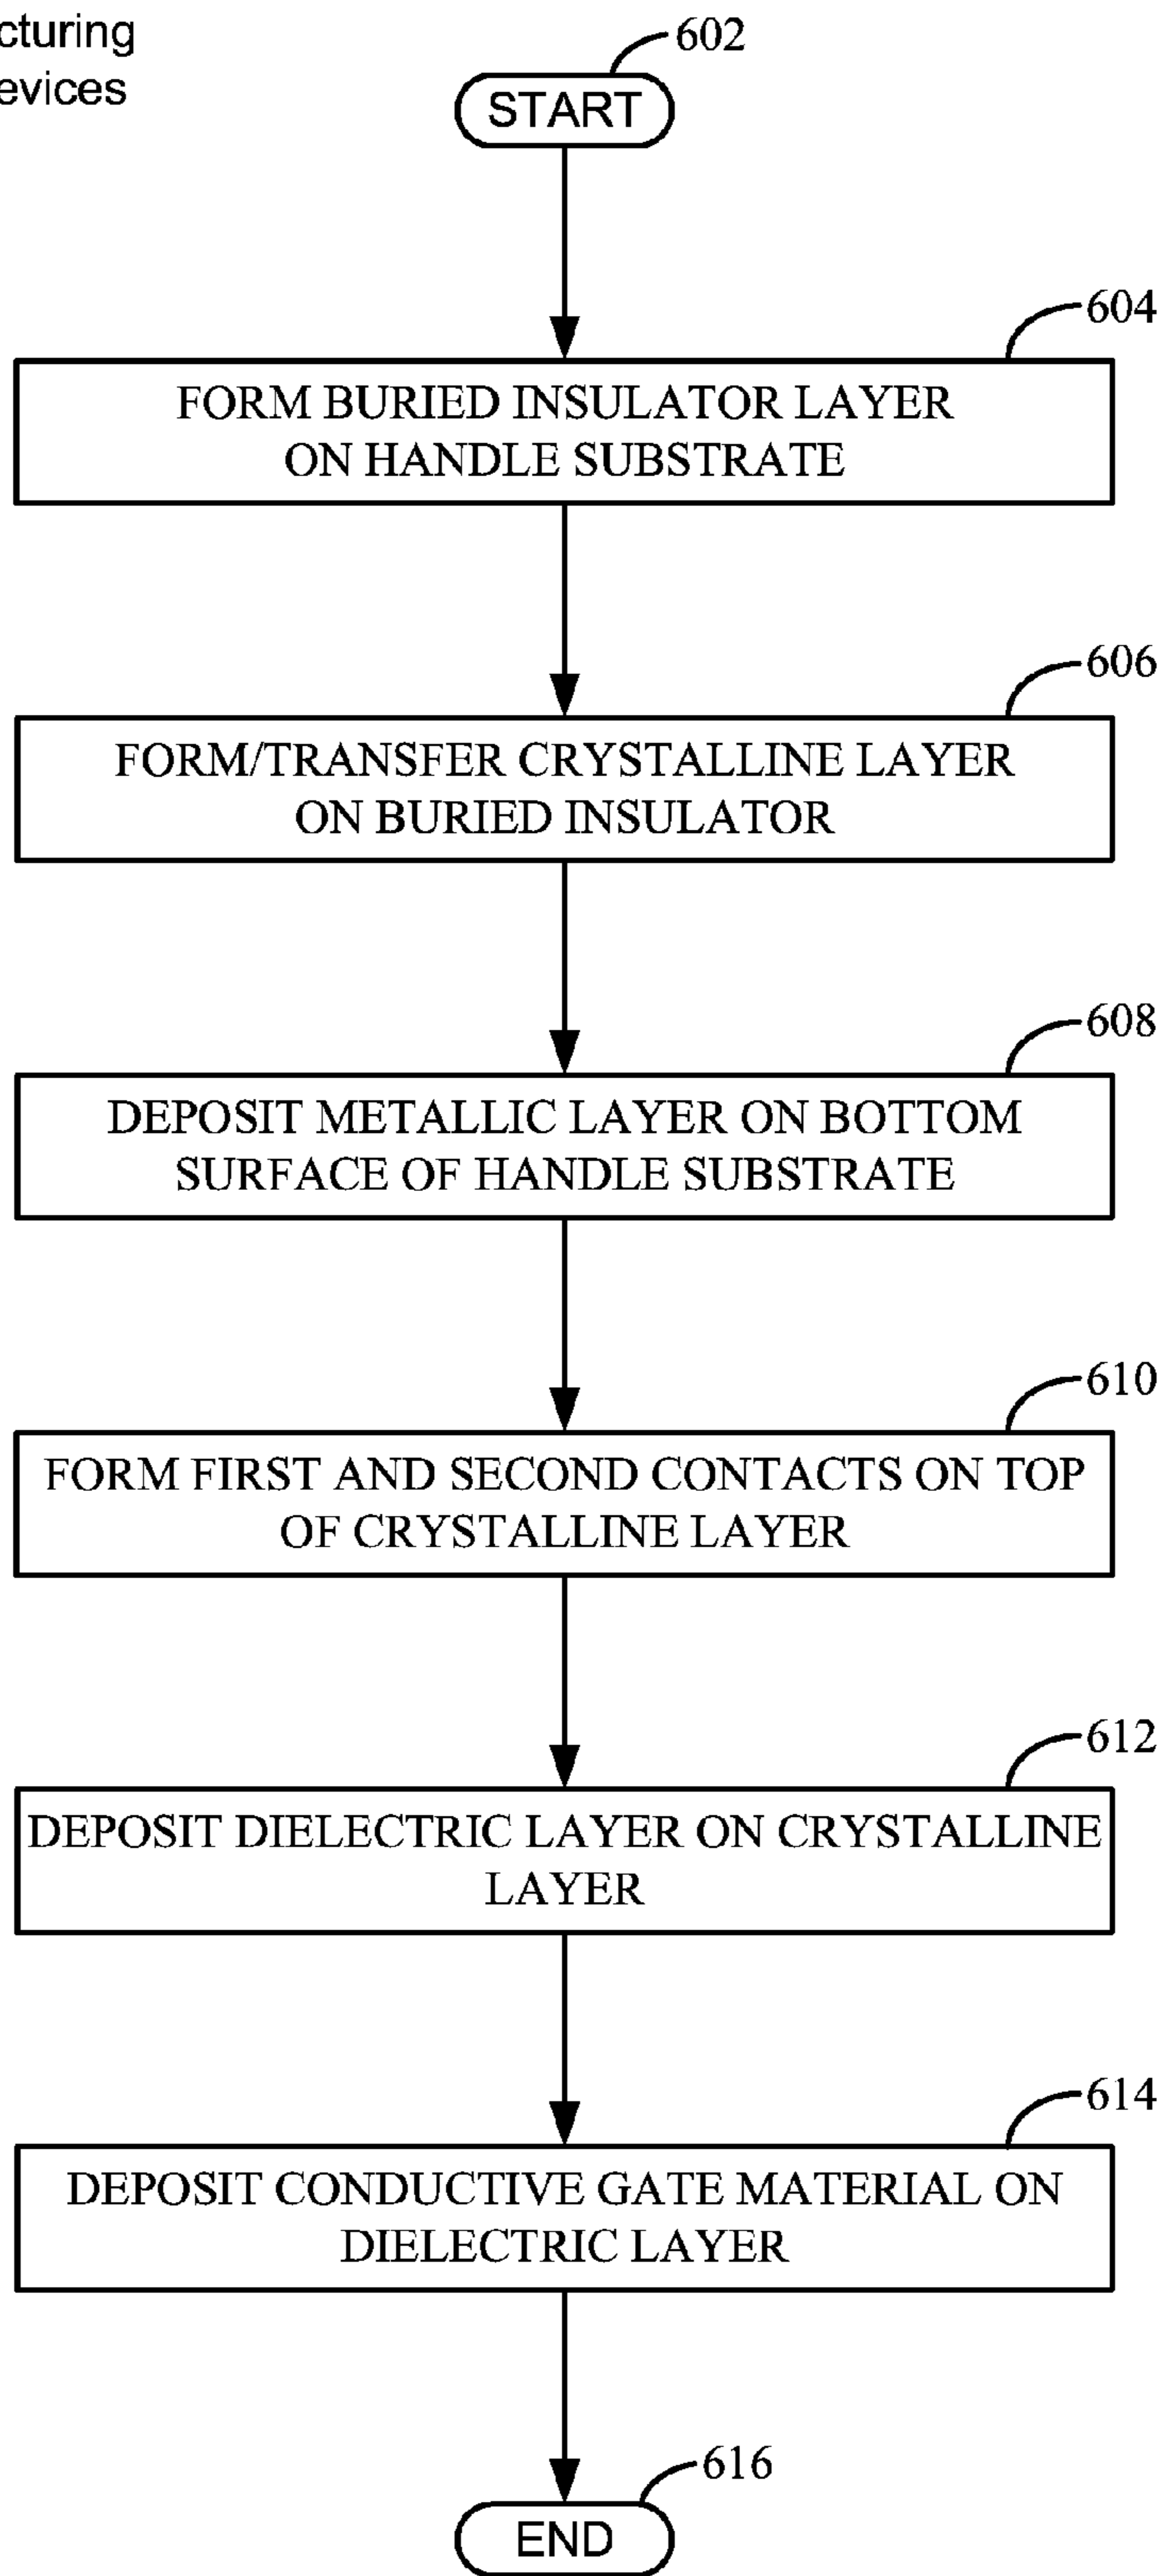 cturing
evices
602
START
604
FORM BURIED INSULATOR LAYER
ON HANDLE SUBSTRATE
606
FORM/TRANSFER CRYSTALLINE LAYER
ON BURIED INSULATOR
608
DEPOSIT METALLIC LAYER ON BOTTOM
SURFACE OF HANDLE SUBSTRATE
610
FORM FIRST AND SECOND CONTACTS ON TOP
OF CRYSTALLINE LAYER
612
DEPOSIT DIELECTRIC LAYER ON CRYSTALLINE
LAYER
614
DEPOSIT CONDUCTIVE GATE MATERIAL ON
DIELECTRIC LAYER
616
END